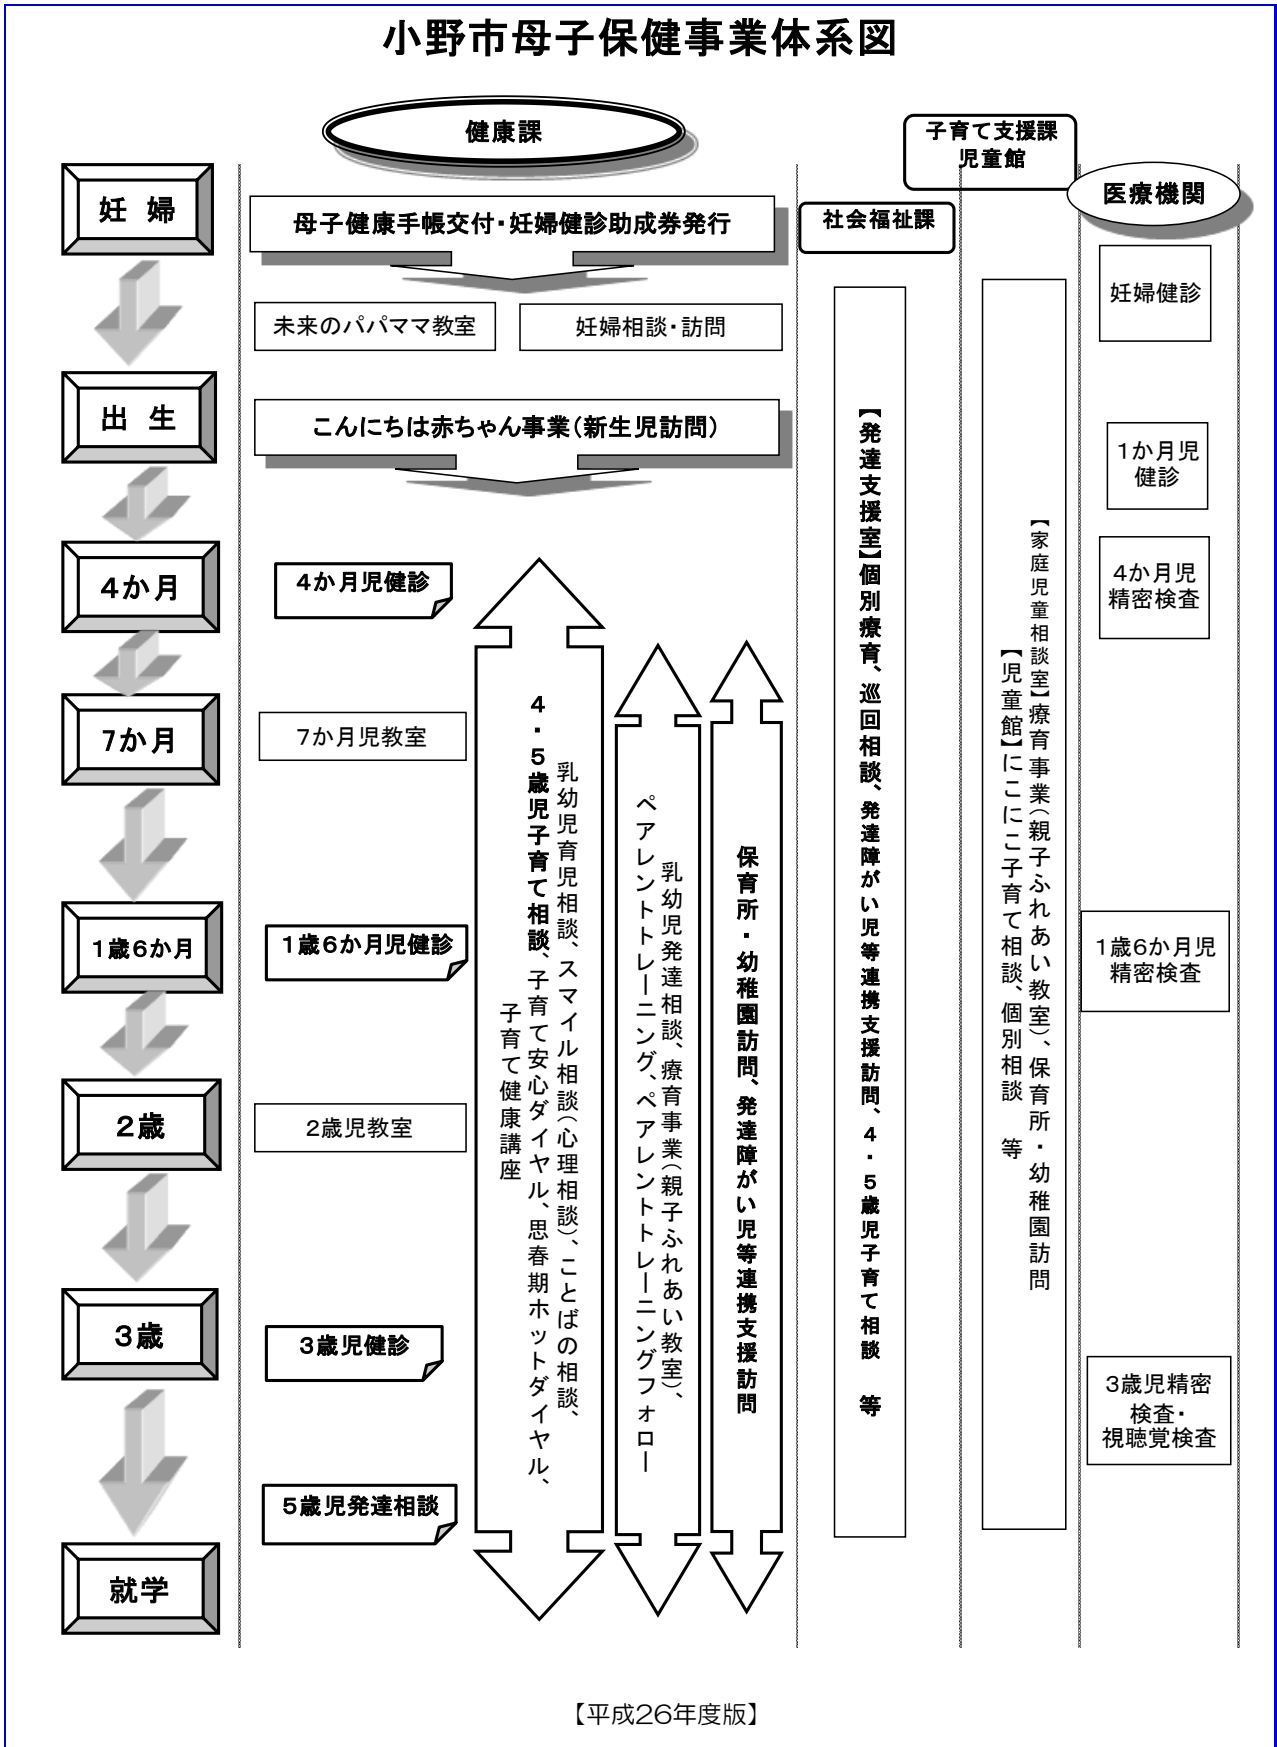 小野市母子保健事業体系図
健康課
子育て支援課
児童館
医療機関
社会福祉課
妊 婦
出 生
4か月
7か月
1歳6か月
2歳
3歳
就学
母子健康手帳交付・妊婦健診助成券発行
未来のパパママ教室
妊婦相談・訪問
こんにちは赤ちゃん事業(新生児訪問)
4か月児健診
7か月児教室
1歳6か月児健診
2歳児教室
3歳児健診
5歳児発達相談
乳幼児育児相談、スマイル相談(心理相談)、ことばの相談、
4・5歳児子育て相談、子育て安心ダイヤル、思春期ホットダイヤル、
子育て健康講座
乳幼児発達相談、療育事業(親子ふれあい教室)、
ペアレントトレーニング、ペアレントトレーニングフォロー
保育所・幼稚園訪問、発達障がい児等連携支援訪問
【発達支援室】個別療育、巡回相談、発達障がい児等連携支援訪問、4・5歳児子育て相談 等
【家庭児童相談室】療育事業(親子ふれあい教室)、保育所・幼稚園訪問
【児童館】にこにこ子育て相談、個別相談 等
妊婦健診
1か月児
健診
4か月児
精密検査
1歳6か月児
精密検査
3歳児精密
検査・
視聴覚検査
【平成26年度版】